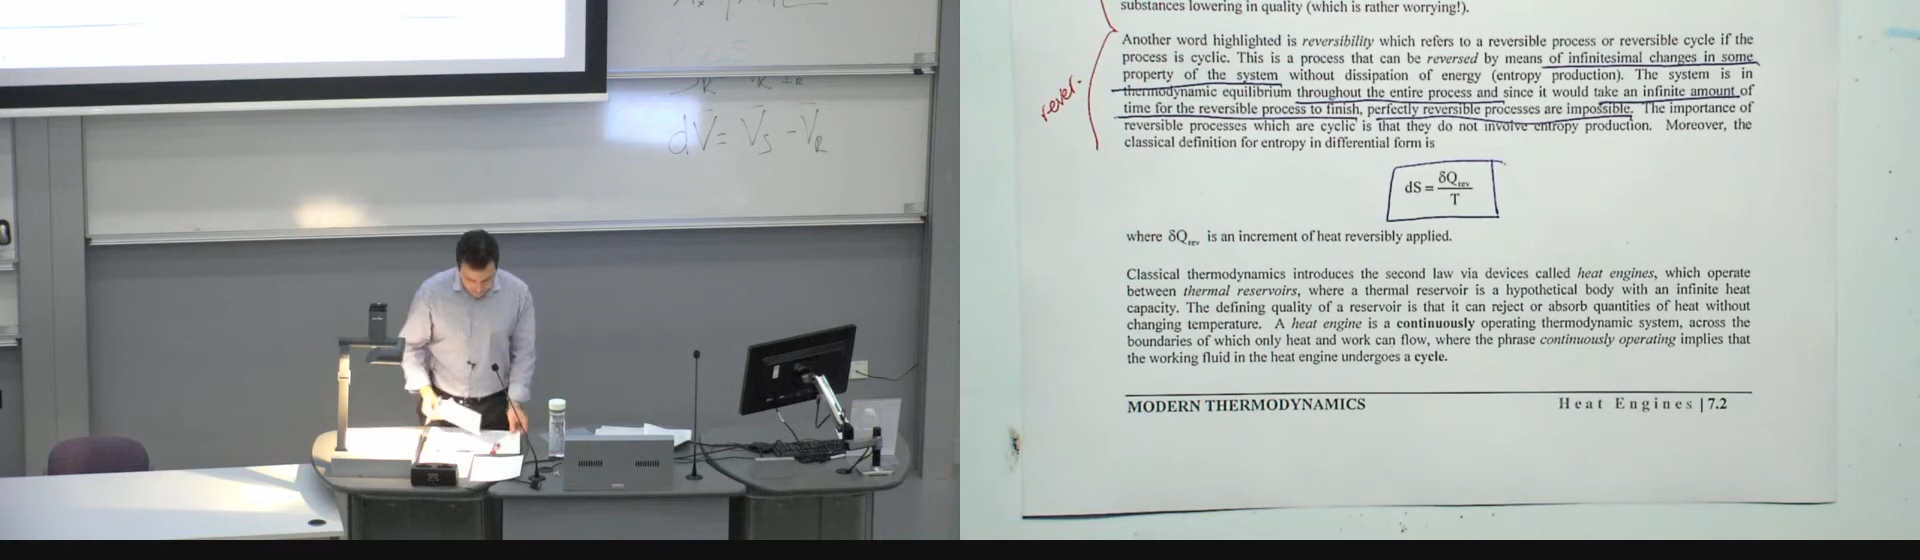 dV = V_S - V_R
substances lowering in quality (which is rather worrying!).
Another word highlighted is reversibility which refers to a reversible process or reversible cycle if the
process is cyclic. This is a process that can be reversed by means of infinitesimal changes in some
property of the system without dissipation of energy (entropy production). The system is in
thermodynamic equilibrium throughout the entire process and since it would take an infinite amount of
time for the reversible process to finish, perfectly reversible processes are impossible. The importance of
reversible processes which are cyclic is that they do not involve entropy production. Moreover, the
classical definition for entropy in differential form is
rever.
dS = δQrev / T
where δQrev is an increment of heat reversibly applied.
Classical thermodynamics introduces the second law via devices called heat engines, which operate
between thermal reservoirs, where a thermal reservoir is a hypothetical body with an infinite heat
capacity. The defining quality of a reservoir is that it can reject or absorb quantities of heat without
changing temperature. A heat engine is a continuously operating thermodynamic system, across the
boundaries of which only heat and work can flow, where the phrase continuously operating implies that
the working fluid in the heat engine undergoes a cycle.
MODERN THERMODYNAMICS Heat Engines | 7.2